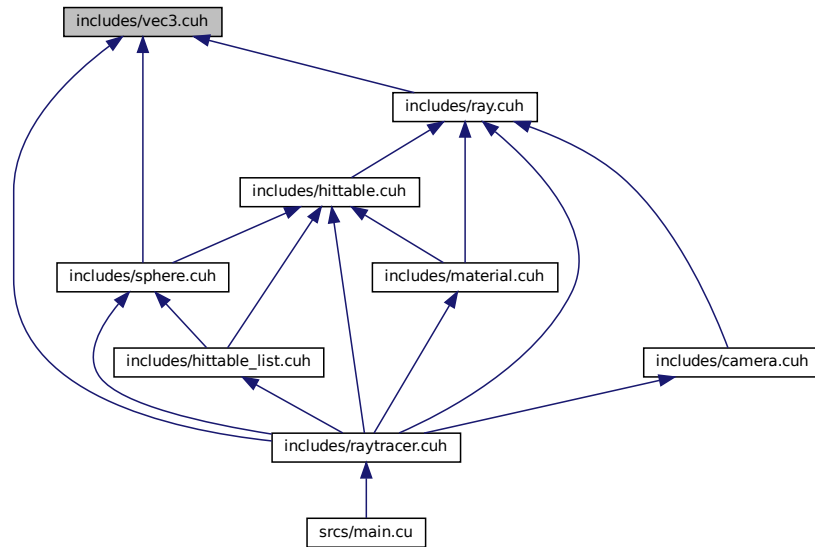 includes/vec3.cuh
includes/ray.cuh
includes/hittable.cuh
includes/sphere.cuh
includes/material.cuh
includes/hittable_list.cuh
includes/camera.cuh
includes/raytracer.cuh
srcs/main.cu